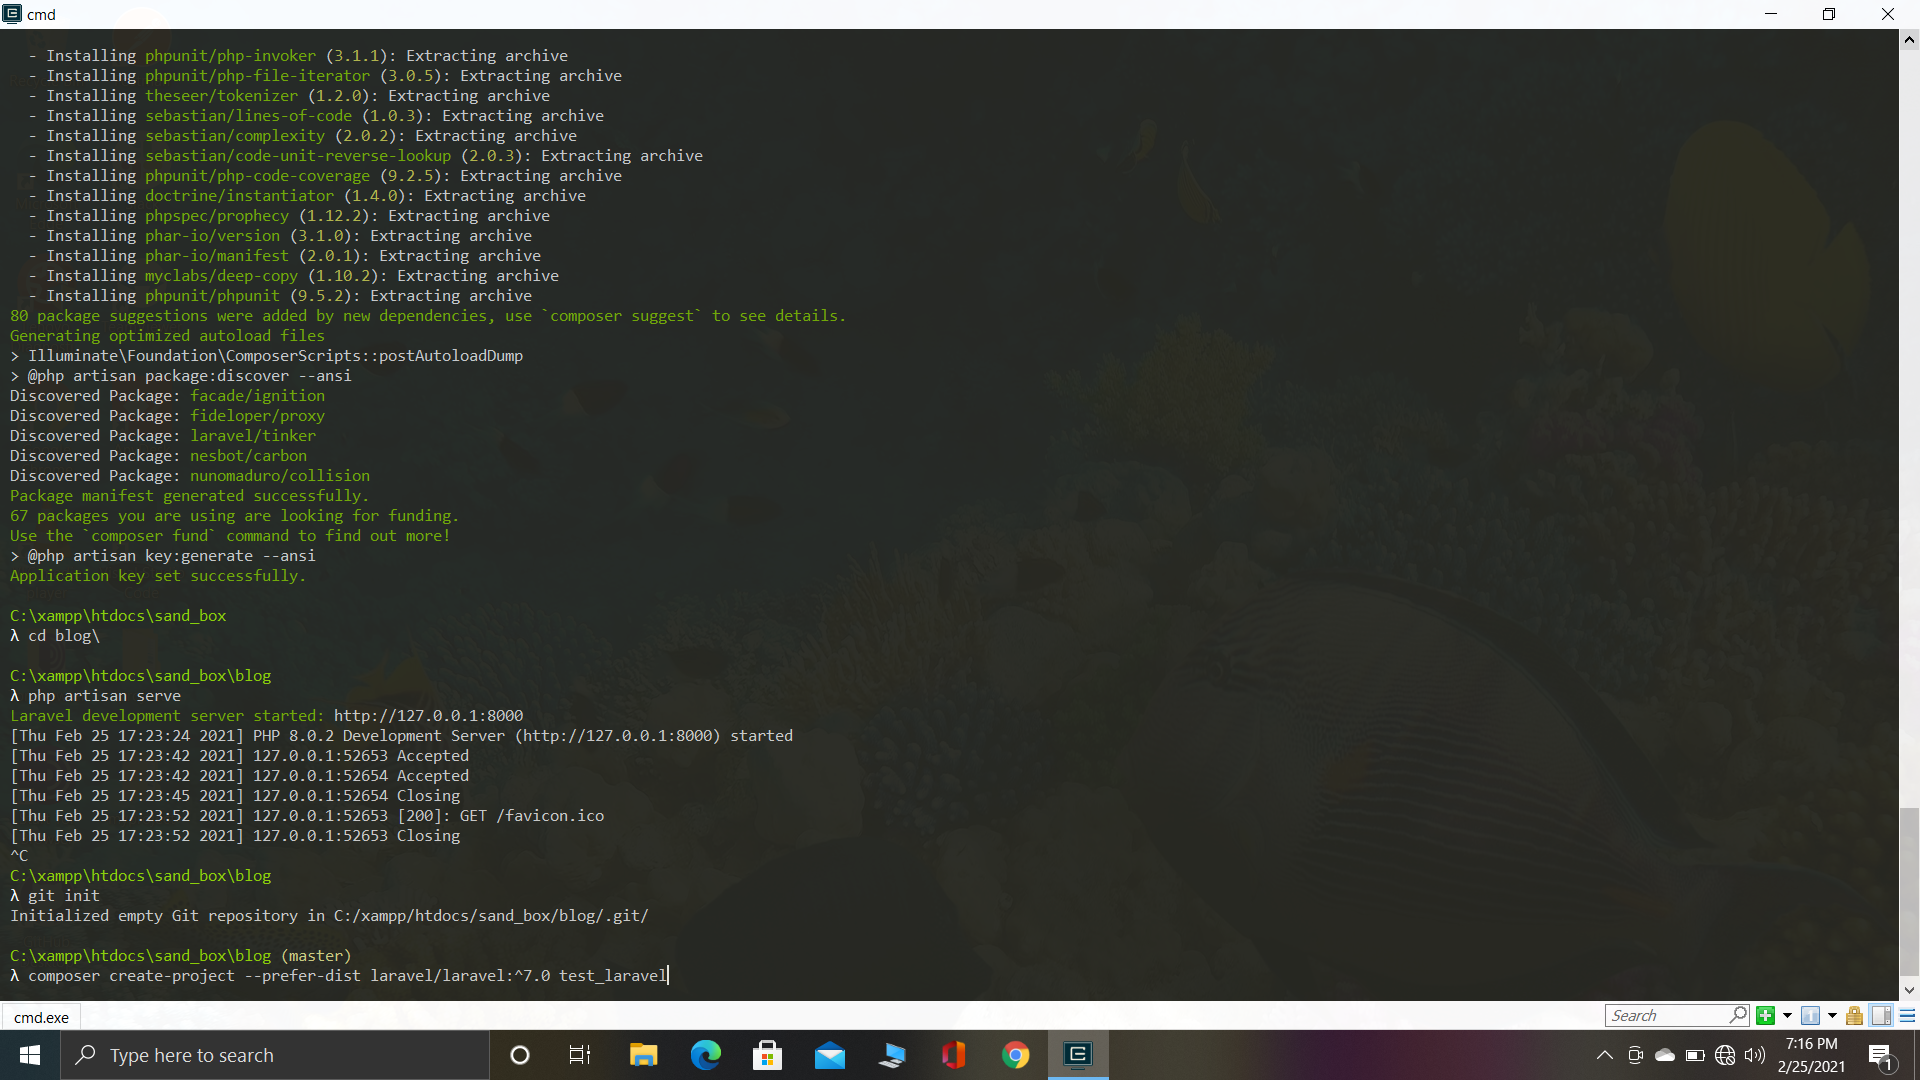 cmd
- Installing phpunit/php-invoker (3.1.1): Extracting archive
- Installing phpunit/php-file-iterator (3.0.5): Extracting archive
- Installing theseer/tokenizer (1.2.0): Extracting archive
- Installing sebastian/lines-of-code (1.0.3): Extracting archive
- Installing sebastian/complexity (2.0.2): Extracting archive
- Installing sebastian/code-unit-reverse-lookup (2.0.3): Extracting archive
- Installing phpunit/php-code-coverage (9.2.5): Extracting archive
- Installing doctrine/instantiator (1.4.0): Extracting archive
- Installing phpspec/prophecy (1.12.2): Extracting archive
- Installing phar-io/version (3.1.0): Extracting archive
- Installing phar-io/manifest (2.0.1): Extracting archive
- Installing myclabs/deep-copy (1.10.2): Extracting archive
- Installing phpunit/phpunit (9.5.2): Extracting archive
80 package suggestions were added by new dependencies, use `composer suggest` to see details.
Generating optimized autoload files
> Illuminate\Foundation\ComposerScripts::postAutoloadDump
> @php artisan package:discover --ansi
Discovered Package: facade/ignition
Discovered Package: fideloper/proxy
Discovered Package: laravel/tinker
Discovered Package: nesbot/carbon
Discovered Package: nunomaduro/collision
Package manifest generated successfully.
67 packages you are using are looking for funding.
Use the `composer fund` command to find out more!
> @php artisan key:generate --ansi
Application key set successfully.
C:\xampp\htdocs\sand_box
λ cd blog\
C:\xampp\htdocs\sand_box\blog
λ php artisan serve
Laravel development server started: http://127.0.0.1:8000
[Thu Feb 25 17:23:24 2021] PHP 8.0.2 Development Server (http://127.0.0.1:8000) started
[Thu Feb 25 17:23:42 2021] 127.0.0.1:52653 Accepted
[Thu Feb 25 17:23:42 2021] 127.0.0.1:52654 Accepted
[Thu Feb 25 17:23:45 2021] 127.0.0.1:52654 Closing
[Thu Feb 25 17:23:52 2021] 127.0.0.1:52653 [200]: GET /favicon.ico
[Thu Feb 25 17:23:52 2021] 127.0.0.1:52653 Closing
^C
C:\xampp\htdocs\sand_box\blog
λ git init
Initialized empty Git repository in C:/xampp/htdocs/sand_box/blog/.git/
C:\xampp\htdocs\sand_box\blog (master)
λ composer create-project --prefer-dist laravel/laravel:^7.0 test_laravel
cmd.exe
Search
Type here to search
7:16 PM
2/25/2021
1